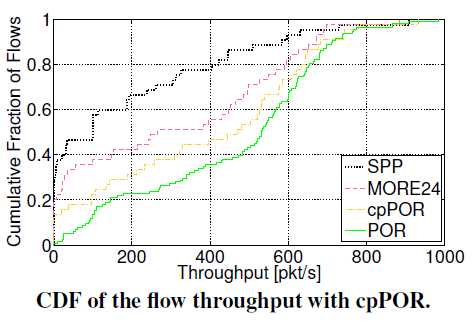 Cumulative Fraction of Flows
1
0.8
0.6
0.4
0.2
0
SPP
MORE24
cpPOR
POR
0 200 400 600 800 1000
Throughput [pkt/s]
CDF of the flow throughput with cpPOR.